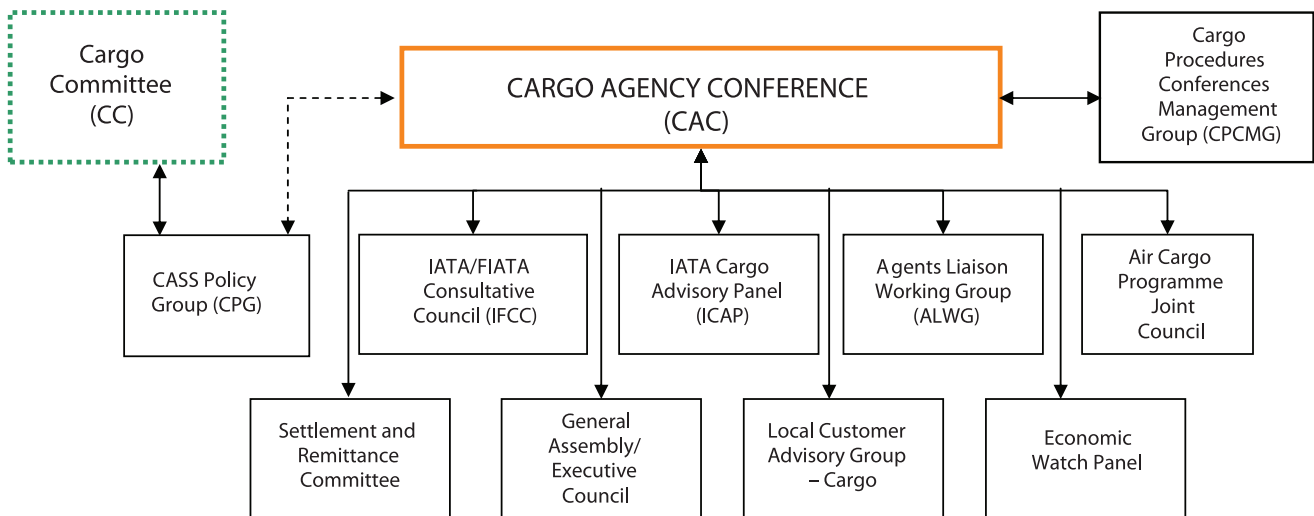 Cargo
Committee
(CC)
CARGO AGENCY CONFERENCE
(CAC)
Cargo
Procedures
Conferences
Management
Group (CPCMG)
CASS Policy
Group (CPG)
IATA/FIATA
Consultative
Council (IFCC)
IATA Cargo
Advisory Panel
(ICAP)
Agents Liaison
Working Group
(ALWG)
Air Cargo
Programme
Joint
Council
Settlement and
Remittance
Committee
General
Assembly/
Executive
Council
Local Customer
Advisory Group
– Cargo
Economic
Watch Panel